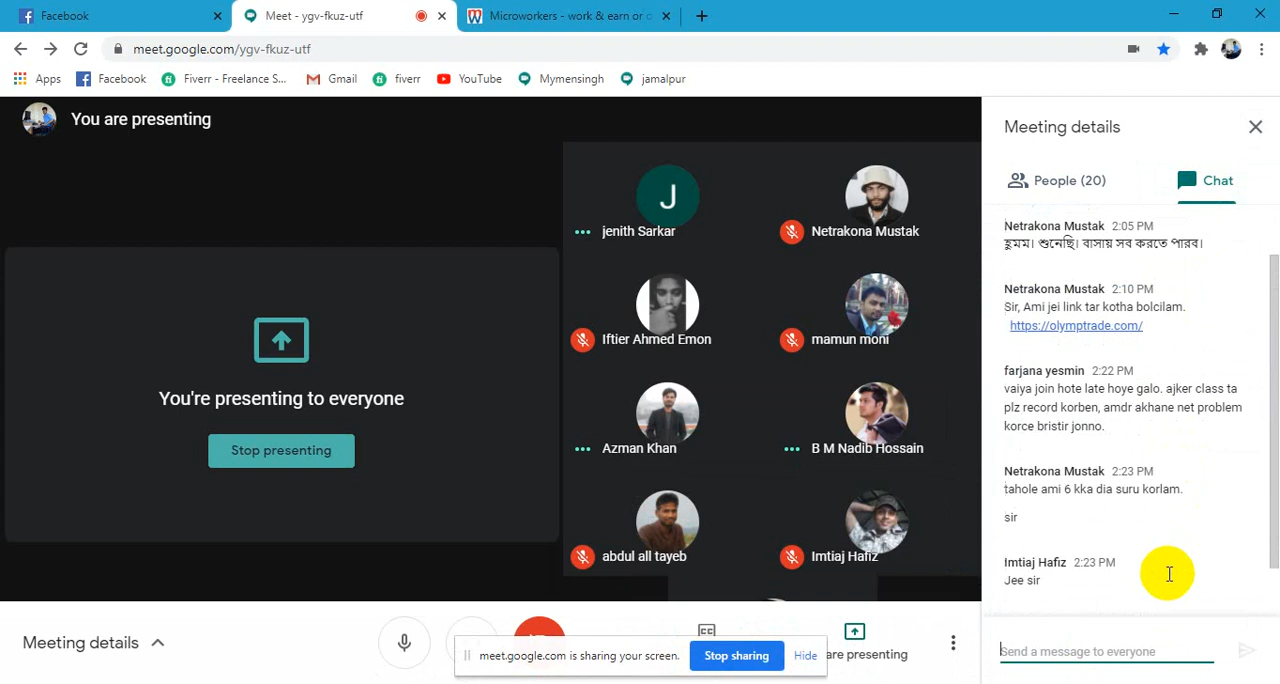 Facebook
Meet - ygv-fkuz-utf
Microworkers - work & earn or o
meet.google.com/ygv-fkuz-utf
Apps
Facebook
Fiverr - Freelance S...
Gmail
fiverr
YouTube
Mymensingh
jamalpur
You are presenting
You're presenting to everyone
Stop presenting
J
jenith Sarkar
Netrakona Mustak
Iftier Ahmed Emon
mamun moni
Azman Khan
B M Nadib Hossain
abdul all tayeb
Imtiaj Hafiz
Meeting details
People (20)
Chat
Netrakona Mustak 2:05 PM
হুমম। শুনেছি। বাসায় সব করতে পারব।
Netrakona Mustak 2:10 PM
Sir, Ami jei link tar kotha bolcilam.
https://olymptrade.com/
farjana yesmin 2:22 PM
vaiya join hote late hoye galo. ajker class ta
plz record korben, amdr akhane net problem
korce bristir jonno.
Netrakona Mustak 2:23 PM
tahole ami 6 kka dia suru korlam.
sir
Imtiaj Hafiz 2:23 PM
Jee sir
Send a message to everyone
Meeting details
meet.google.com is sharing your screen.
Stop sharing
Hide
are presenting